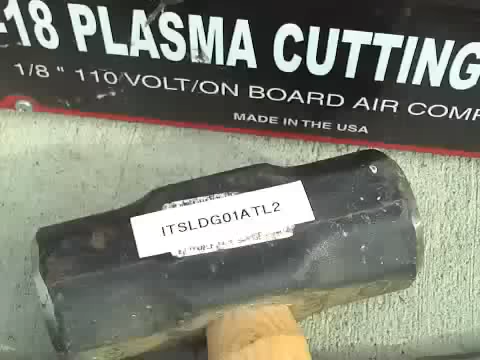 -18 PLASMA CUTTING
1/8 " 110 VOLT/ON BOARD AIR COMP
MADE IN THE USA
ITSLDG01ATL2